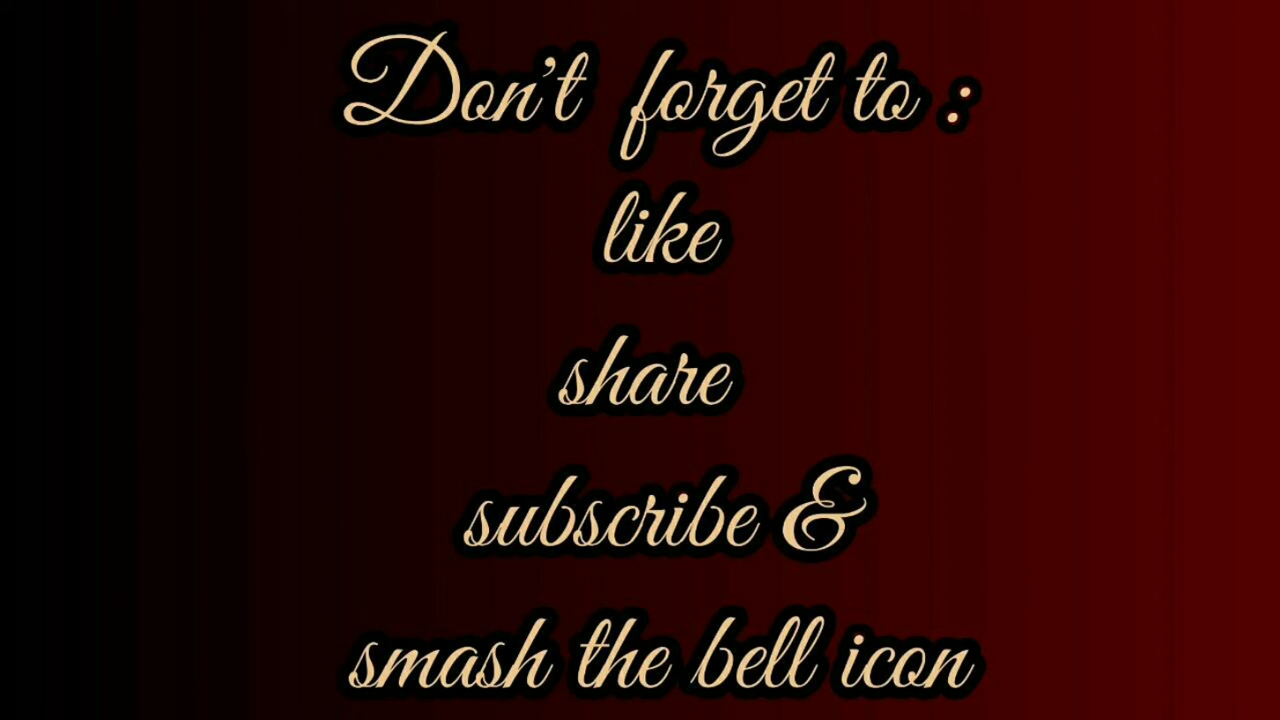 Don't forget to :
like
share
subscribe &
smash the bell icon